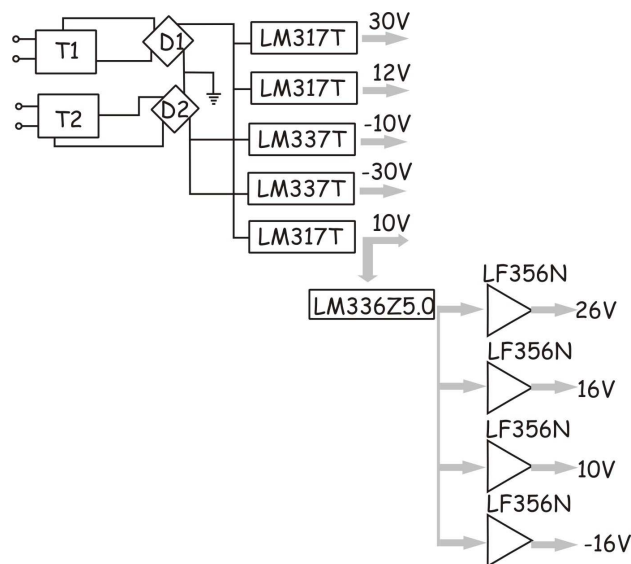 T1
D1
LM317T
30V
LM317T
12V
T2
D2
LM337T
-10V
LM337T
-30V
LM317T
10V
LM336Z5.0
LF356N
26V
LF356N
16V
LF356N
10V
LF356N
-16V